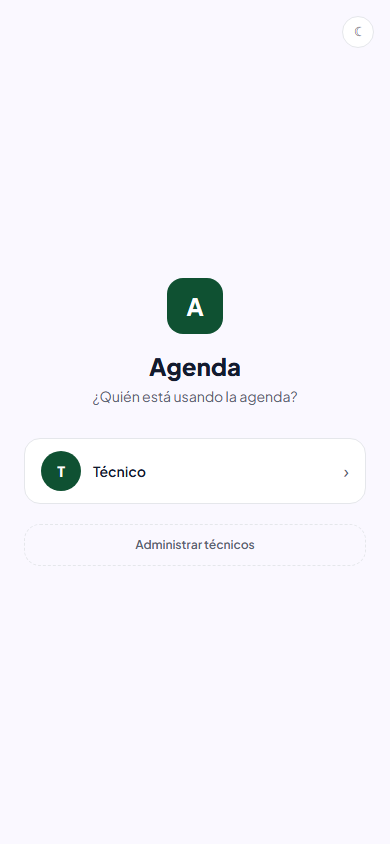 A
Agenda
¿Quién está usando la agenda?
T
Técnico
›
Administrar técnicos